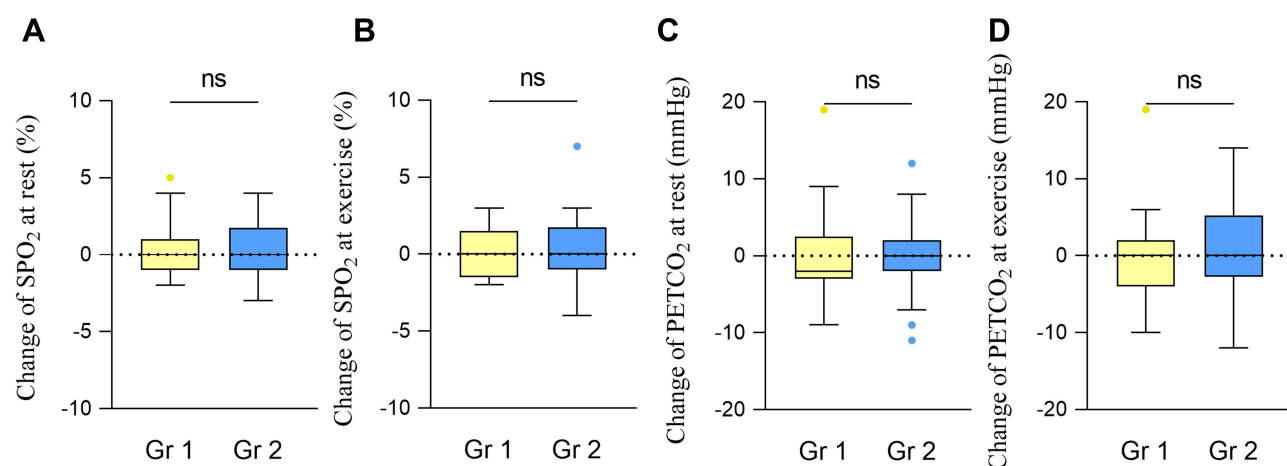 A
B
C
D
Change of SPO₂ at rest (%)
10
5
0
-5
-10
ns
Gr 1
Gr 2
Change of SPO₂ at exercise (%)
10
5
0
-5
-10
ns
Gr 1
Gr 2
Change of PETCO₂ at rest (mmHg)
20
10
0
-10
-20
ns
Gr 1
Gr 2
Change of PETCO₂ at exercise (mmHg)
20
10
0
-10
-20
ns
Gr 1
Gr 2